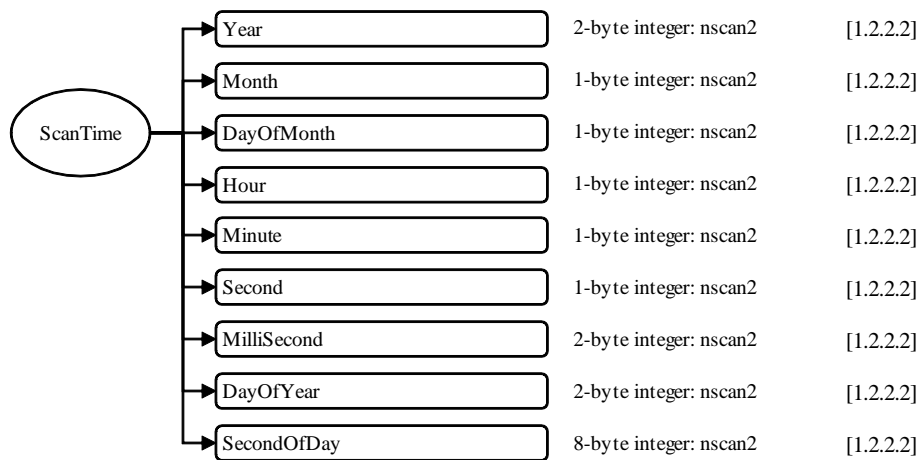 Year 2-byte integer: nscan2 [1.2.2.2]
Month 1-byte integer: nscan2 [1.2.2.2]
ScanTime
DayOfMonth 1-byte integer: nscan2 [1.2.2.2]
Hour 1-byte integer: nscan2 [1.2.2.2]
Minute 1-byte integer: nscan2 [1.2.2.2]
Second 1-byte integer: nscan2 [1.2.2.2]
MilliSecond 2-byte integer: nscan2 [1.2.2.2]
DayOfYear 2-byte integer: nscan2 [1.2.2.2]
SecondOfDay 8-byte integer: nscan2 [1.2.2.2]